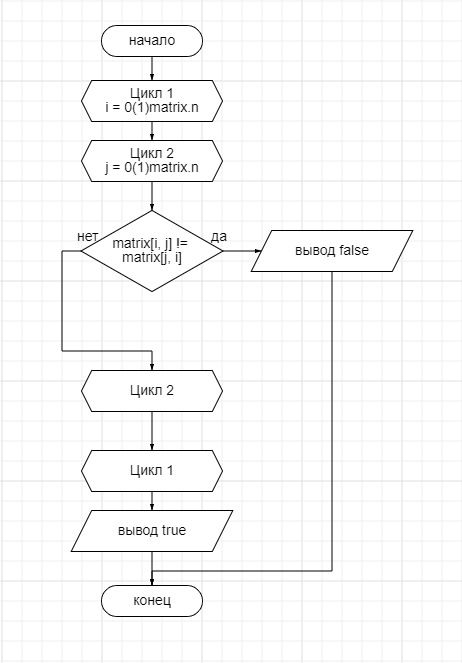 начало
Цикл 1
i = 0(1)matrix.n
Цикл 2
j = 0(1)matrix.n
нет
да
matrix[i, j] !=
matrix[j, i]
вывод false
Цикл 2
Цикл 1
вывод true
конец